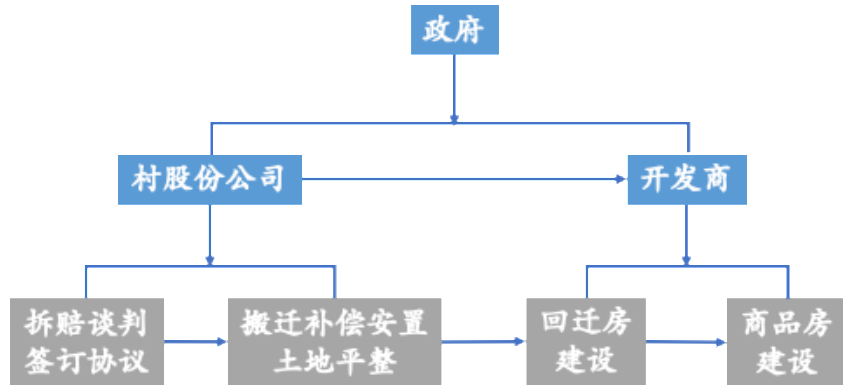 政府
村股份公司
开发商
拆赔谈判
签订协议
搬迁补偿安置
土地平整
回迁房
建设
商品房
建设